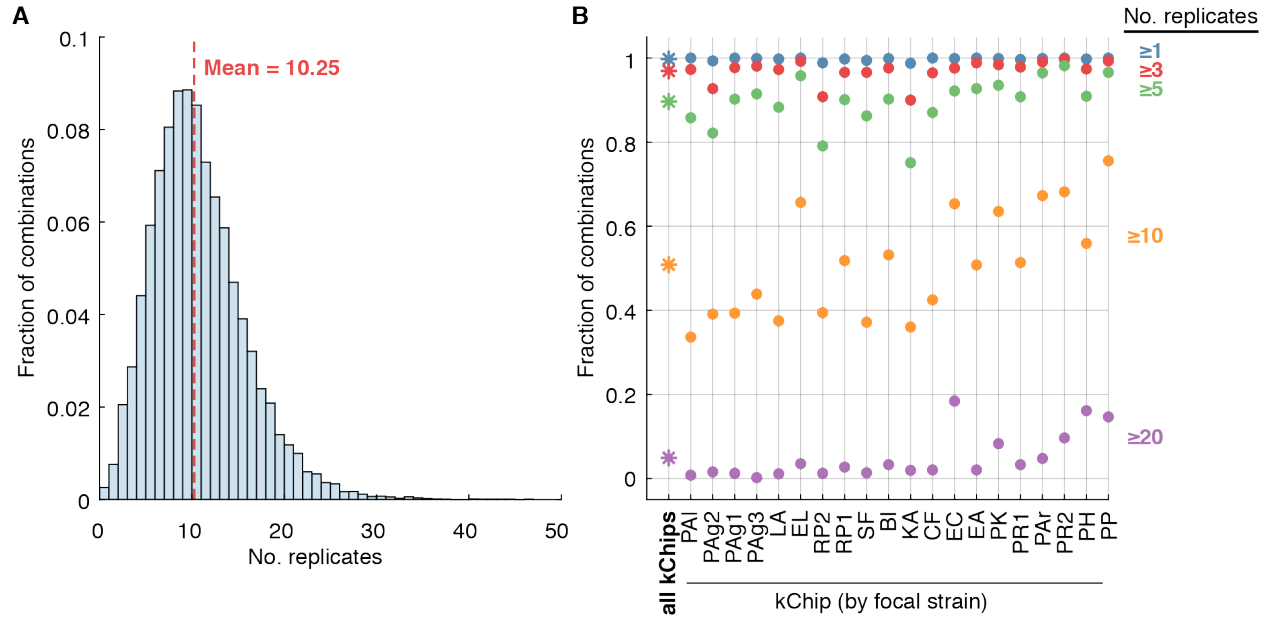 A
0.1
0.08
0.06
0.04
0.02
0
Fraction of combinations
Mean = 10.25
0 10 20 30 40 50
No. replicates
B
No. replicates
≥1
≥3
≥5
≥10
≥20
1
0.8
0.6
0.4
0.2
0
Fraction of combinations
all kChips
PAl
PAg2
PAg1
PAg3
LA
EL
RP2
RP1
SF
BI
KA
CF
EC
EA
PK
PR1
PAr
PR2
PH
PP
kChip (by focal strain)